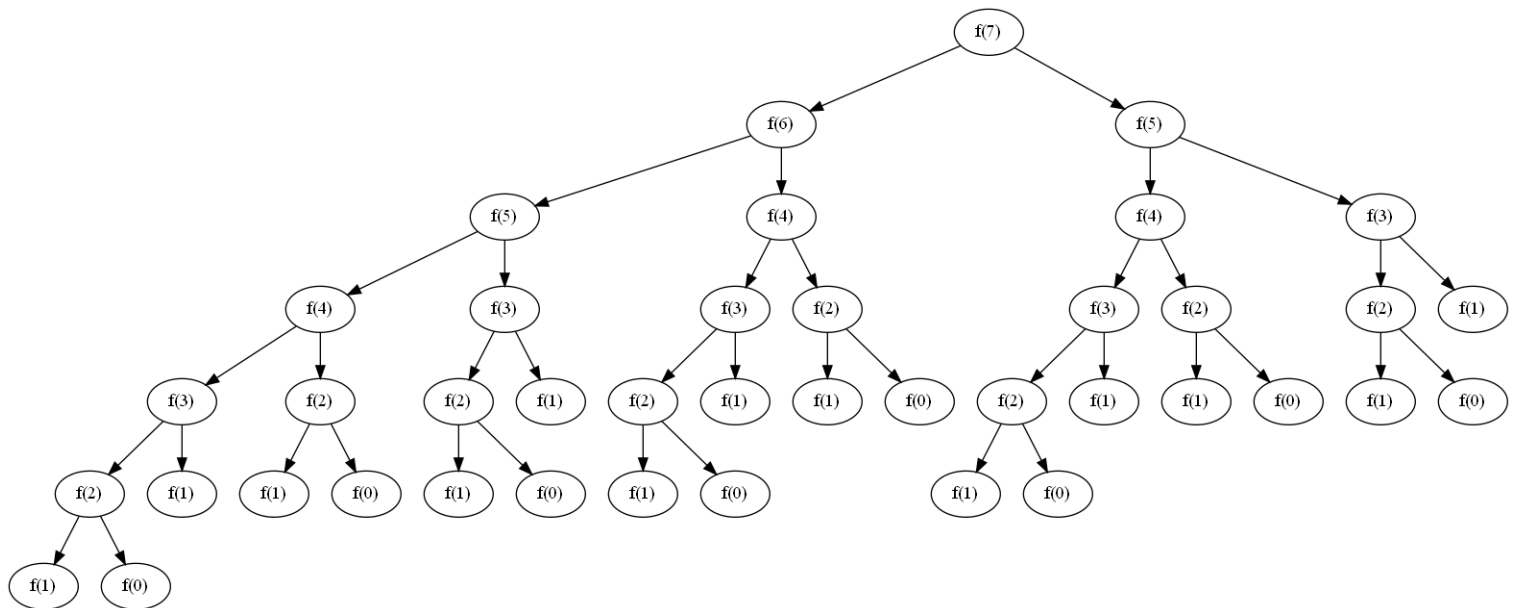 f(7)
f(6) f(5)
f(5) f(4) f(4) f(3)
f(4) f(3) f(3) f(2) f(3) f(2) f(2) f(1)
f(3) f(2) f(2) f(1) f(2) f(1) f(1) f(0) f(2) f(1) f(1) f(0) f(1) f(0)
f(2) f(1) f(1) f(0) f(1) f(0) f(1) f(0) f(1) f(0)
f(1) f(0)